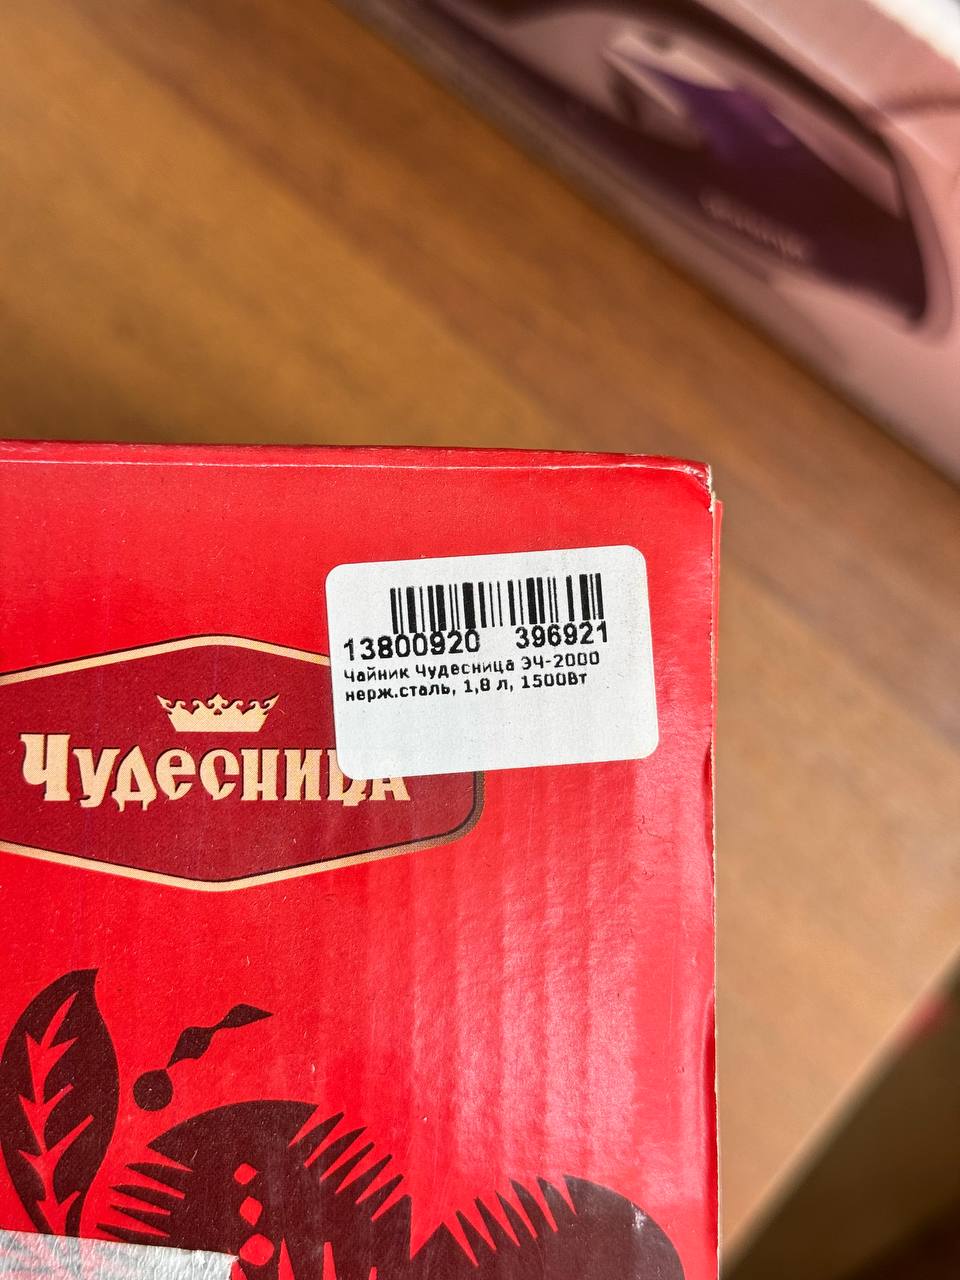 13800920 396921
Чайник Чудесница ЭЧ-2000
нерж.сталь, 1,8 л, 1500Вт
Чудесница